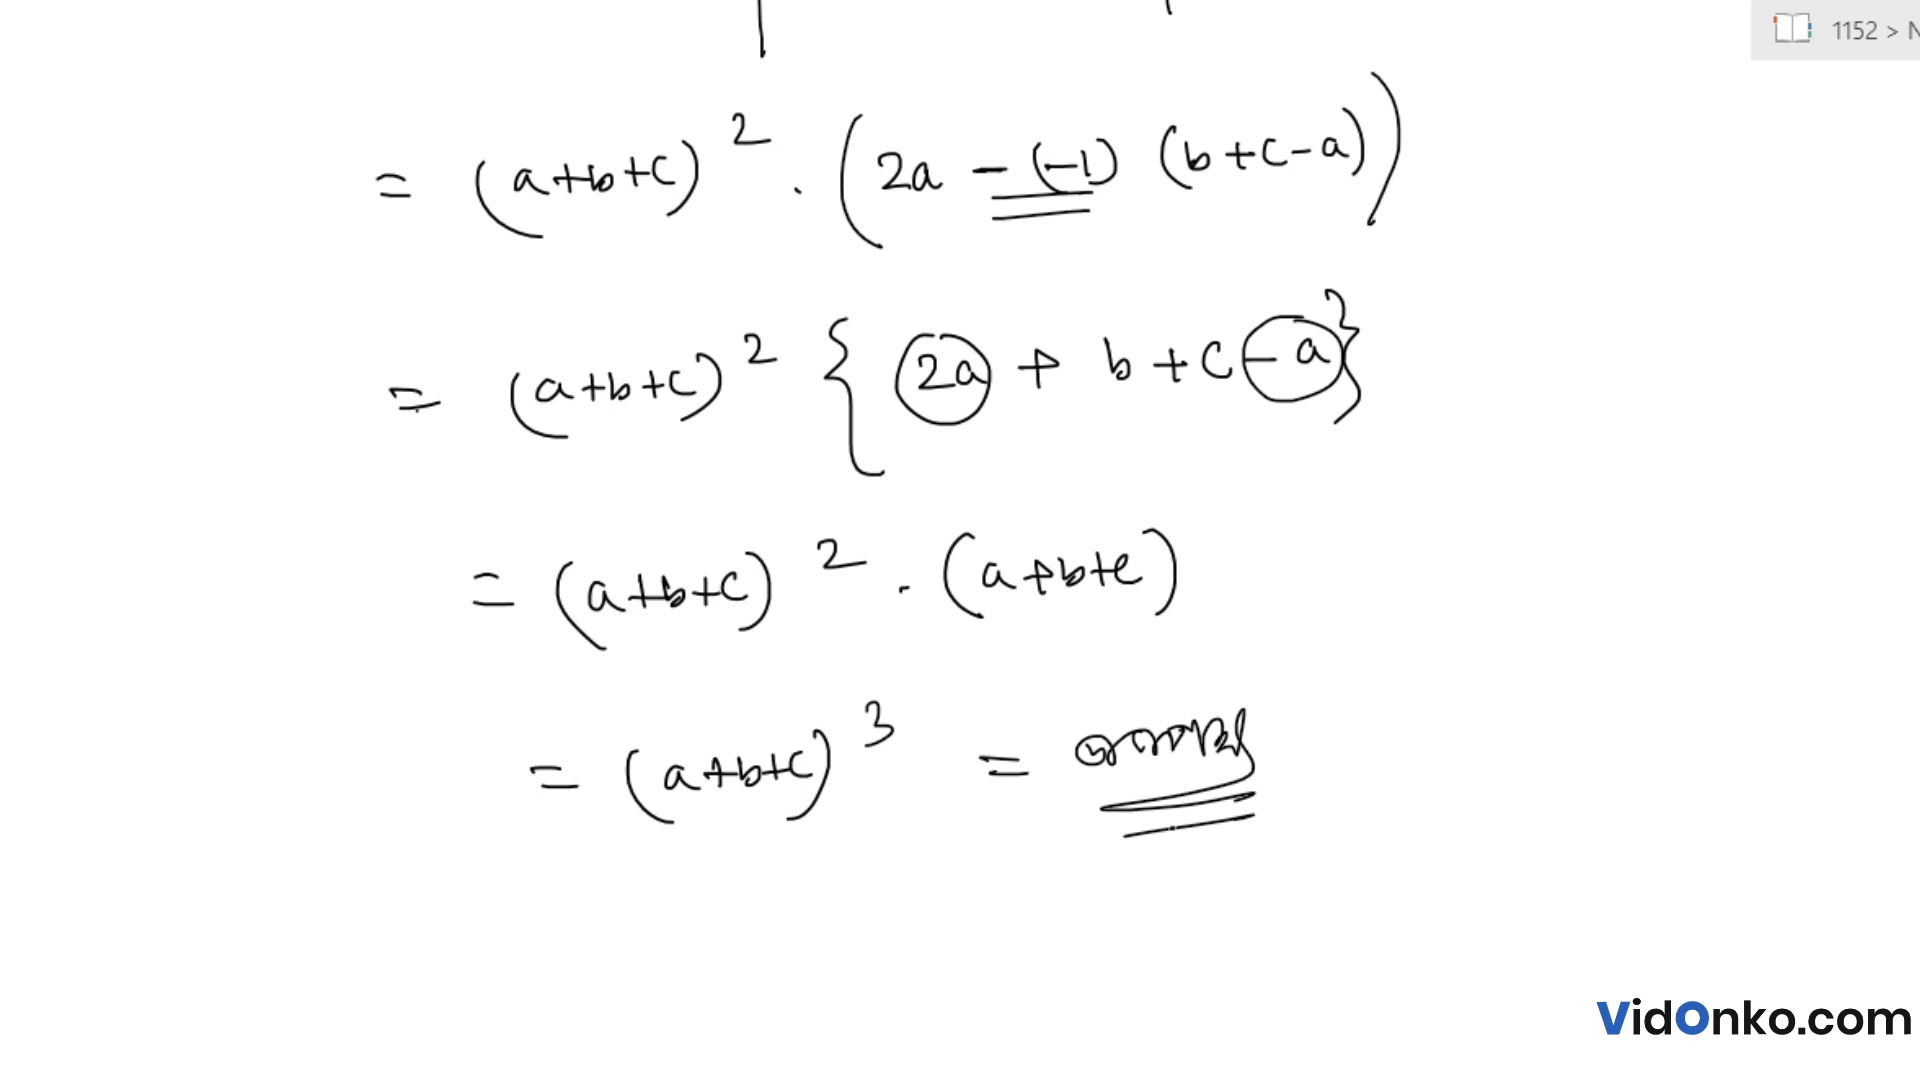 1152 > N
= (a+b+c)² . (2a - (-1) (b+c-a))
= (a+b+c)² { 2a + b+c-a }
= (a+b+c)² . (a+b+c)
= (a+b+c)³ =
VidOnko.com